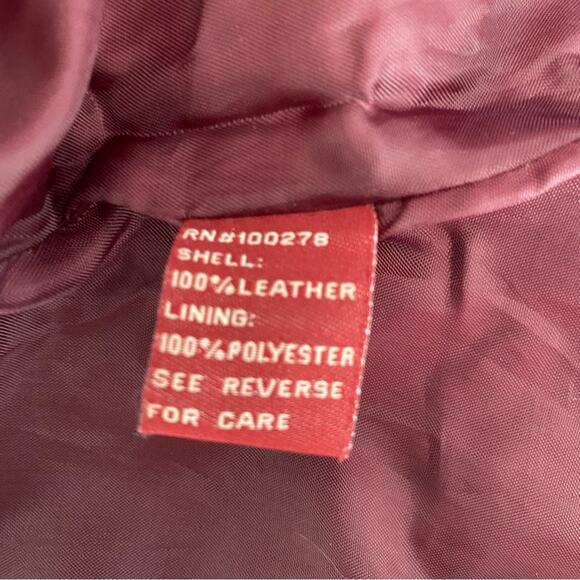 RN#100278
SHELL:
100%LEATHER
LINING:
100%POLYESTER
SEE REVERSE
FOR CARE